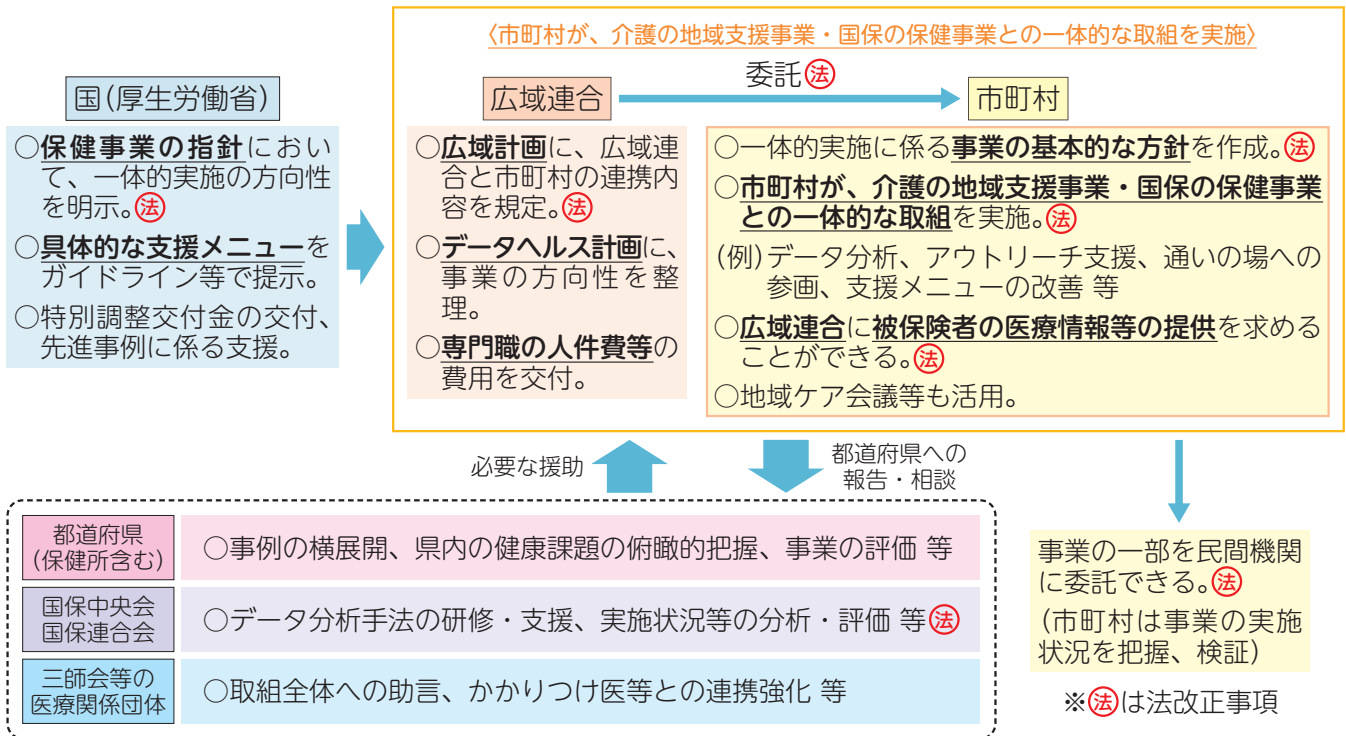 〈市町村が、介護の地域支援事業・国保の保健事業との一体的な取組を実施〉
国(厚生労働省)
○保健事業の指針におい
て、一体的実施の方向性
を明示。法
○具体的な支援メニューを
ガイドライン等で提示。
○特別調整交付金の交付、
先進事例に係る支援。
広域連合
委託法
市町村
○広域計画に、広域連
合と市町村の連携内
容を規定。法
○データヘルス計画に、
事業の方向性を整
理。
○専門職の人件費等の
費用を交付。
○一体的実施に係る事業の基本的な方針を作成。法
○市町村が、介護の地域支援事業・国保の保健事業
との一体的な取組を実施。法
(例)データ分析、アウトリーチ支援、通いの場への
参画、支援メニューの改善 等
○広域連合に被保険者の医療情報等の提供を求める
ことができる。法
○地域ケア会議等も活用。
必要な援助
都道府県への
報告・相談
都道府県
(保健所含む)
○事例の横展開、県内の健康課題の俯瞰的把握、事業の評価 等
国保中央会
国保連合会
○データ分析手法の研修・支援、実施状況等の分析・評価 等法
三師会等の
医療関係団体
○取組全体への助言、かかりつけ医等との連携強化 等
事業の一部を民間機関
に委託できる。法
(市町村は事業の実施
状況を把握、検証)
※法は法改正事項